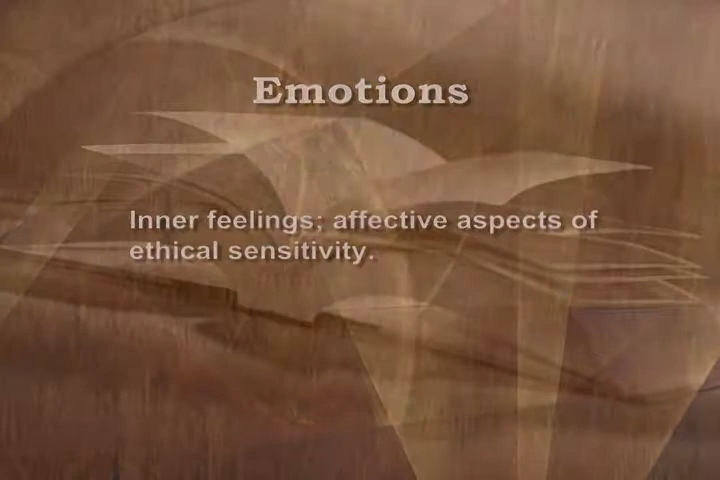 Emotions
Inner feelings; affective aspects of
ethical sensitivity.